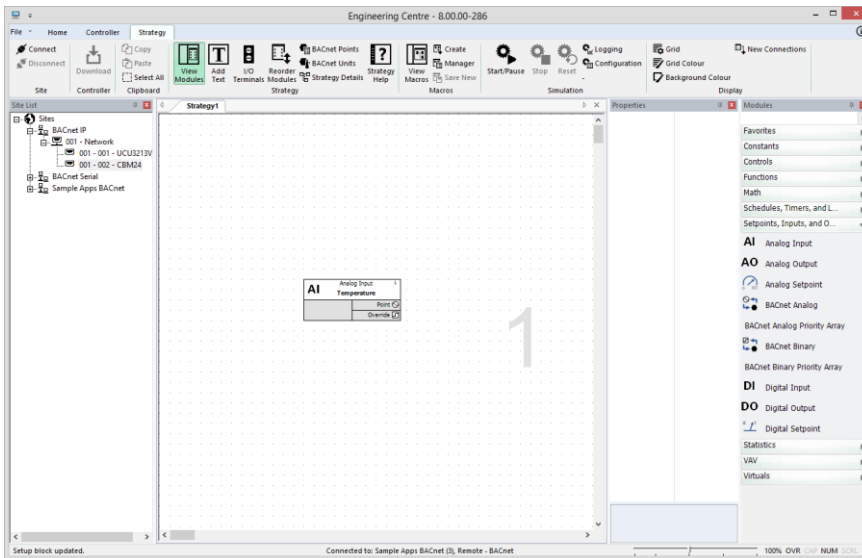 Engineering Centre - 8.00.00-286
File Home Controller Strategy
Connect
Disconnect
Site
Download
Controller
Copy
Paste
Select All
Clipboard
View Modules
Add Text
I/O Terminals
Reorder Modules
BACnet Points
BACnet Units
Strategy Details
Strategy Help
Strategy
View Macros
Create
Manager
Save New
Macros
Start/Pause
Stop
Reset
Logging
Configuration
Simulation
Grid
Grid Colour
Background Colour
New Connections
Display
Site List
Sites
BACnet IP
001 - Network
001 - 001 - UCU3213V
001 - 002 - CBM24
BACnet Serial
Sample Apps BACnet
Strategy1
AI
Analog Input 1
Temperature
Point
Override
1
Properties
Modules
Favorites
Constants
Controls
Functions
Math
Schedules, Timers, and L...
Setpoints, Inputs, and O...
AI Analog Input
AO Analog Output
Analog Setpoint
BACnet Analog
BACnet Analog Priority Array
BACnet Binary
BACnet Binary Priority Array
DI Digital Input
DO Digital Output
Digital Setpoint
Statistics
VAV
Virtuals
Setup block updated.
Connected to: Sample Apps BACnet (3), Remote - BACnet
100% OVR CAP NUM SCRL